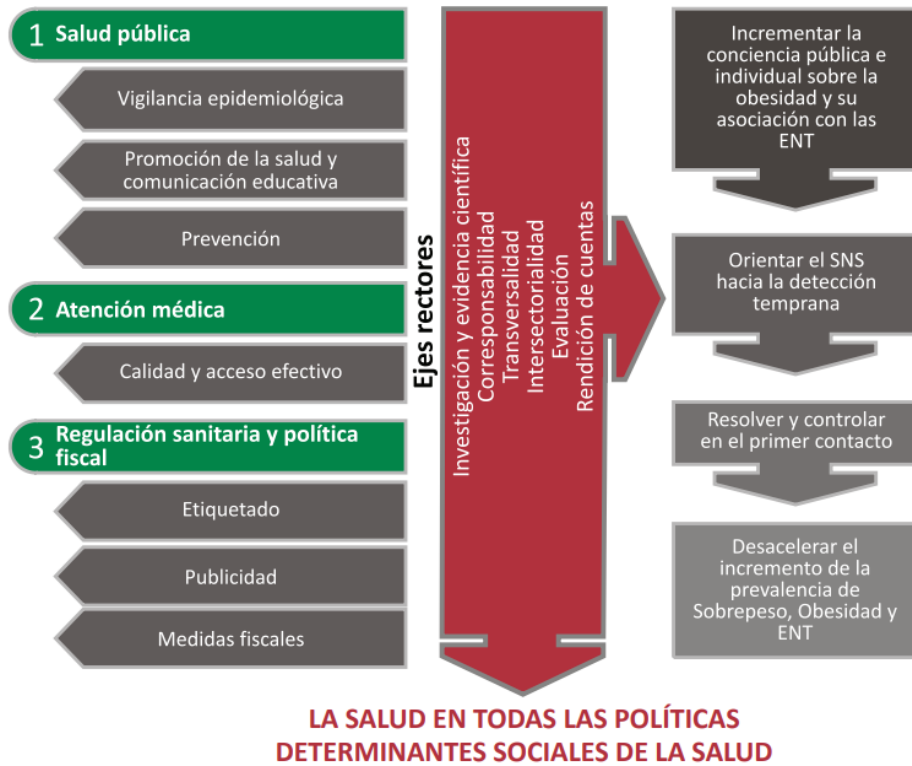 1 Salud pública
Vigilancia epidemiológica
Promoción de la salud y
comunicación educativa
Prevención
2 Atención médica
Calidad y acceso efectivo
3 Regulación sanitaria y política
fiscal
Etiquetado
Publicidad
Medidas fiscales
Ejes rectores
Investigación y evidencia científica
Corresponsabilidad
Transversalidad
Intersectorialidad
Evaluación
Rendición de cuentas
Incrementar la
conciencia pública e
individual sobre la
obesidad y su
asociación con las
ENT
Orientar el SNS
hacia la detección
temprana
Resolver y controlar
en el primer contacto
Desacelerar el
incremento de la
prevalencia de
Sobrepeso, Obesidad y
ENT
LA SALUD EN TODAS LAS POLÍTICAS
DETERMINANTES SOCIALES DE LA SALUD